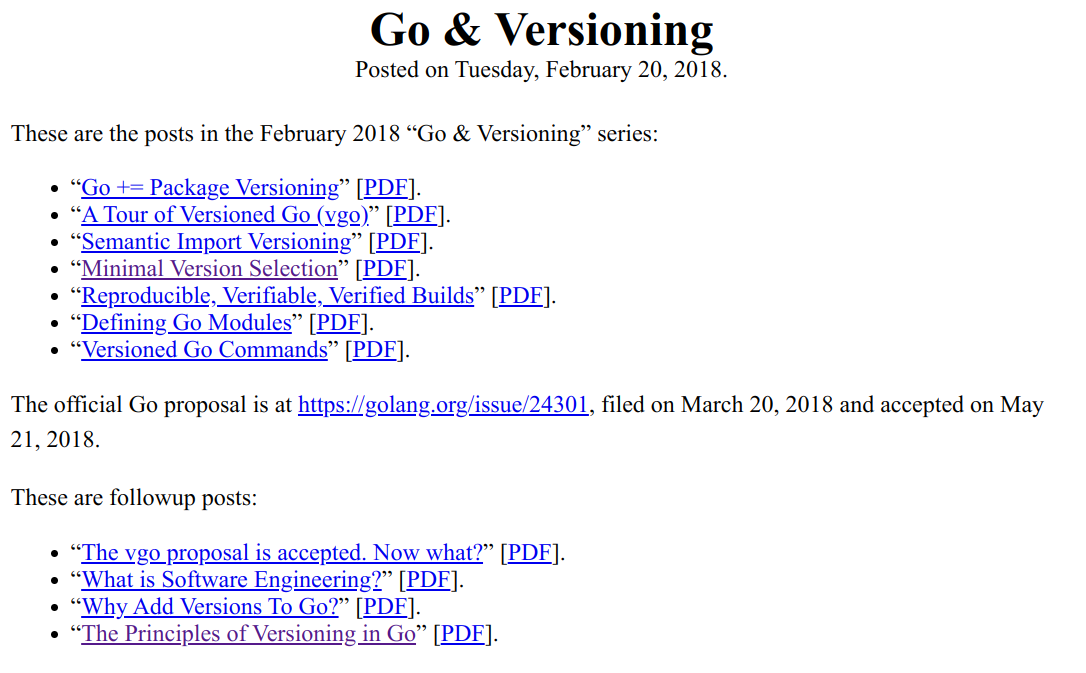 Go & Versioning
Posted on Tuesday, February 20, 2018.
These are the posts in the February 2018 “Go & Versioning” series:
• “Go += Package Versioning” [PDF].
• “A Tour of Versioned Go (vgo)” [PDF].
• “Semantic Import Versioning” [PDF].
• “Minimal Version Selection” [PDF].
• “Reproducible, Verifiable, Verified Builds” [PDF].
• “Defining Go Modules” [PDF].
• “Versioned Go Commands” [PDF].
The official Go proposal is at https://golang.org/issue/24301, filed on March 20, 2018 and accepted on May
21, 2018.
These are followup posts:
• “The vgo proposal is accepted. Now what?” [PDF].
• “What is Software Engineering?” [PDF].
• “Why Add Versions To Go?” [PDF].
• “The Principles of Versioning in Go” [PDF].